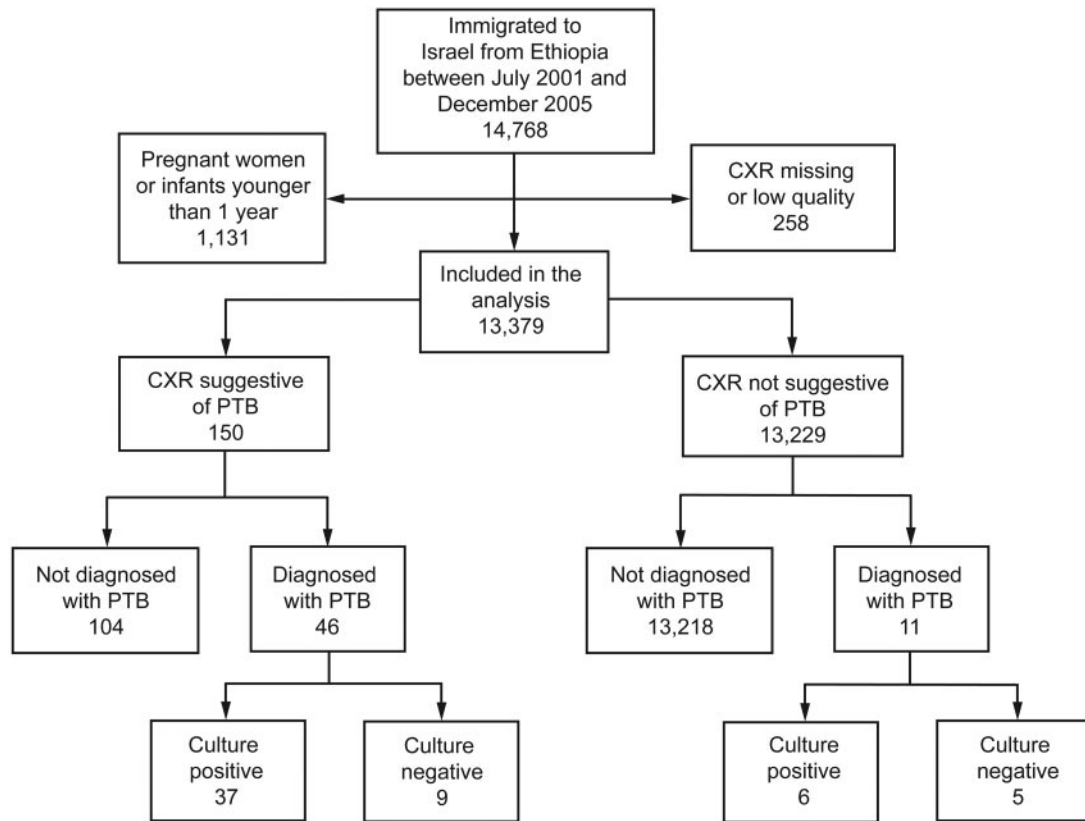 Immigrated to
Israel from Ethiopia
between July 2001 and
December 2005
14,768
Pregnant women
or infants younger
than 1 year
1,131
CXR missing
or low quality
258
Included in the
analysis
13,379
CXR suggestive
of PTB
150
CXR not suggestive
of PTB
13,229
Not diagnosed
with PTB
104
Diagnosed
with PTB
46
Not diagnosed
with PTB
13,218
Diagnosed
with PTB
11
Culture
positive
37
Culture
negative
9
Culture
positive
6
Culture
negative
5